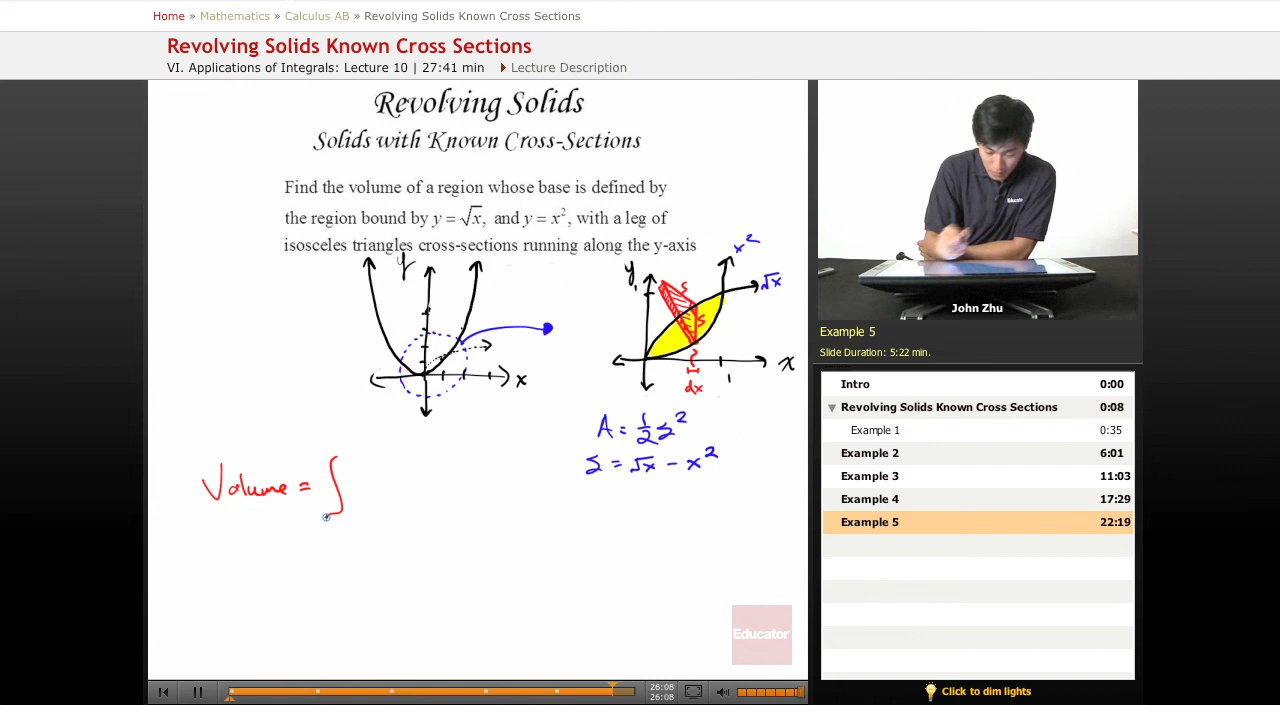 Home » Mathematics » Calculus AB » Revolving Solids Known Cross Sections
Revolving Solids Known Cross Sections
VI. Applications of Integrals: Lecture 10 | 27:41 min Lecture Description
Revolving Solids
Solids with Known Cross-Sections
Find the volume of a region whose base is defined by
the region bound by y = √x, and y = x², with a leg of
isosceles triangles cross-sections running along the y-axis
y
x
y
1
x²
√x
s
s
x
1
dx
A = ½ s²
s = √x - x²
Volume = ∫
Educator
26:08
26:08
Educator
John Zhu
Example 5
Slide Duration: 5:22 min.
Intro 0:00
Revolving Solids Known Cross Sections 0:08
Example 1 0:35
Example 2 6:01
Example 3 11:03
Example 4 17:29
Example 5 22:19
Click to dim lights